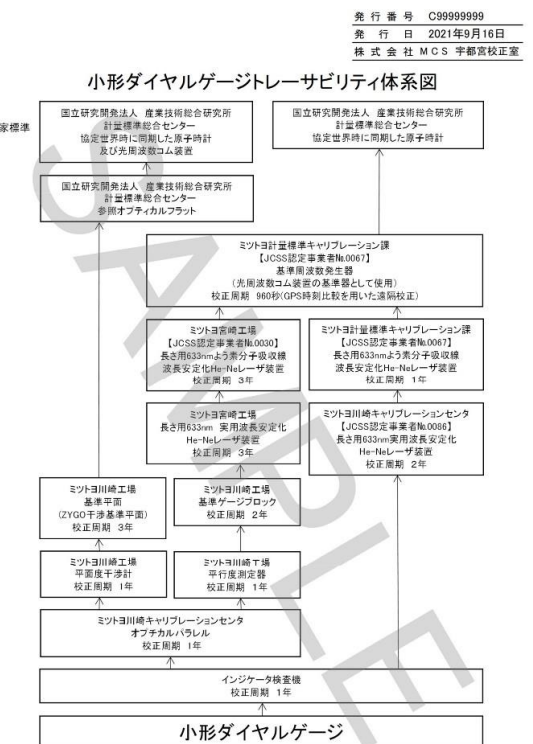 発行番号 C99999999
発行日 2021年9月16日
株式会社MCS 宇都宮校正室
小形ダイヤルゲージトレーサビリティ体系図
家標準
国立研究開発法人 産業技術総合研究所
計量標準総合センター
協定世界時に同期した原子時計
及び光周波数コム装置
国立研究開発法人 産業技術総合研究所
計量標準総合センター
協定世界時に同期した原子時計
国立研究開発法人 産業技術総合研究所
計量標準総合センター
参照オプティカルフラット
ミツトヨ計量標準キャリブレーション課
【JCSS認定事業者№0067】
基準周波数発生器
(光周波数コム装置の基準器として使用)
校正周期 960秒(GPS時刻比較を用いた遠隔校正)
ミツトヨ宮崎工場
【JCSS認定事業者№0030】
長さ用633nmよう素分子吸収線
波長安定化He-Neレーザ装置
校正周期 3年
ミツトヨ計量標準キャリブレーション課
【JCSS認定事業者№0067】
長さ用633nmよう素分子吸収線
波長安定化He-Neレーザ装置
校正周期 1年
ミツトヨ宮崎工場
長さ用633nm 実用波長安定化
He-Neレーザ装置
校正周期 3年
ミツトヨ川崎キャリブレーションセンタ
【JCSS認定事業者№0086】
長さ用633nm実用波長安定化
He-Neレーザ装置
校正周期 2年
ミツトヨ川崎工場
基準平面
(ZYGO干渉基準平面)
校正周期 3年
ミツトヨ川崎工場
基準ゲージブロック
校正周期 2年
ミツトヨ川崎工場
平面度干渉計
校正周期 1年
ミツトヨ川崎工場
平行度測定器
校正周期 1年
ミツトヨ川崎キャリブレーションセンタ
オプチカルパラレル
校正周期 1年
インジケータ検査機
校正周期 1年
小形ダイヤルゲージ
SAMPLE